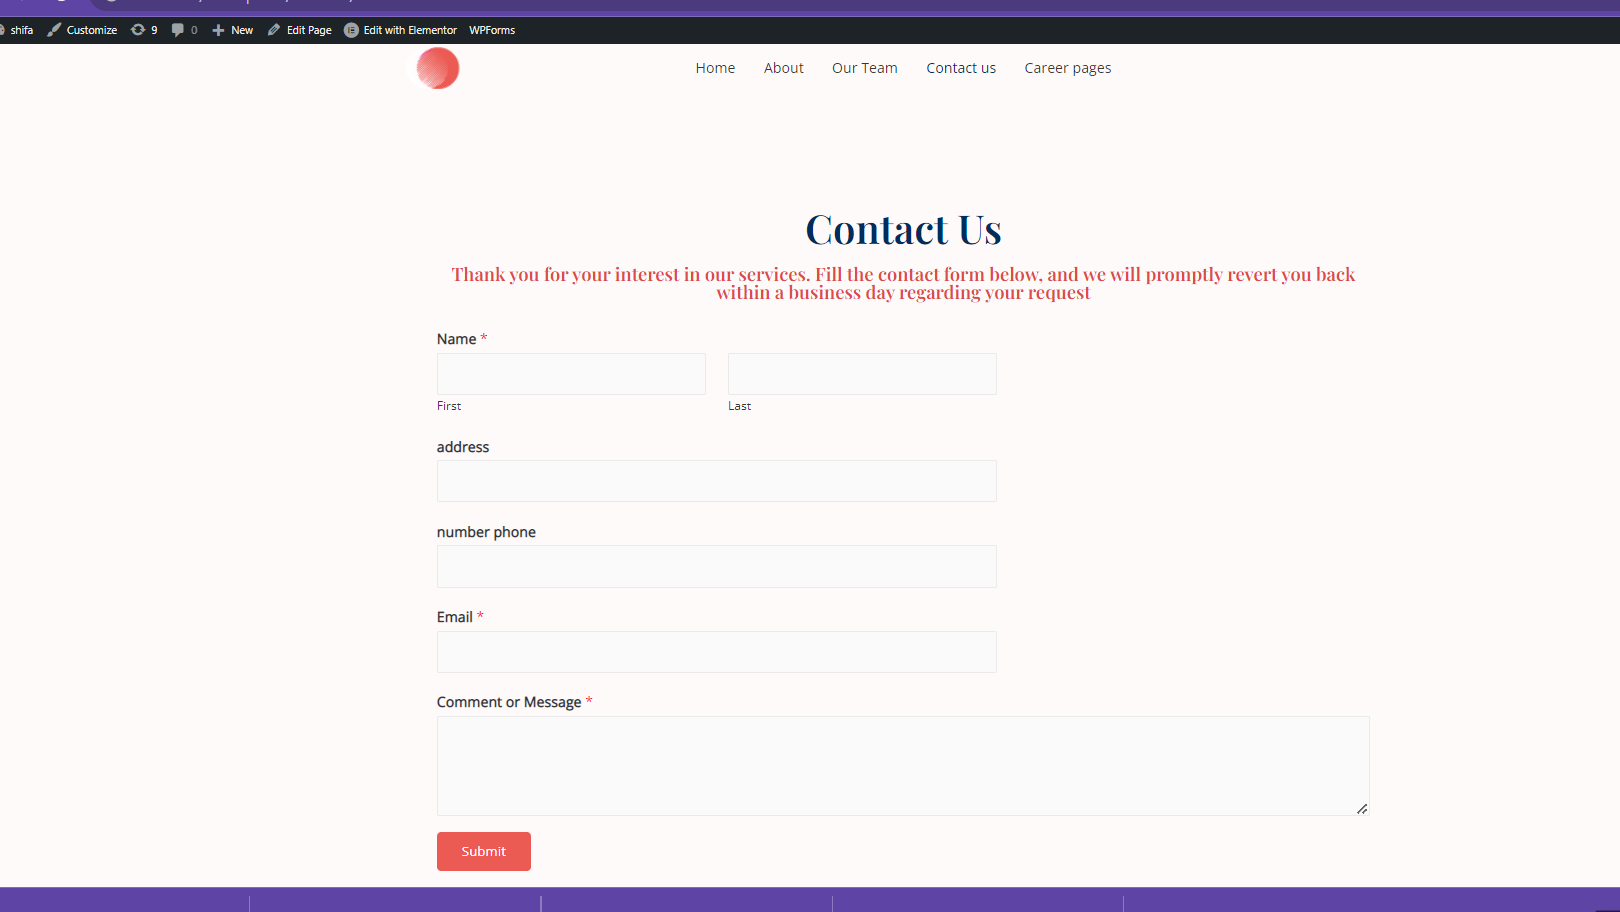 shifa Customize 9 0 New Edit Page Edit with Elementor WPForms
Home About Our Team Contact us Career pages
Contact Us
Thank you for your interest in our services. Fill the contact form below, and we will promptly revert you back
within a business day regarding your request
Name *
First Last
address
number phone
Email *
Comment or Message *
Submit